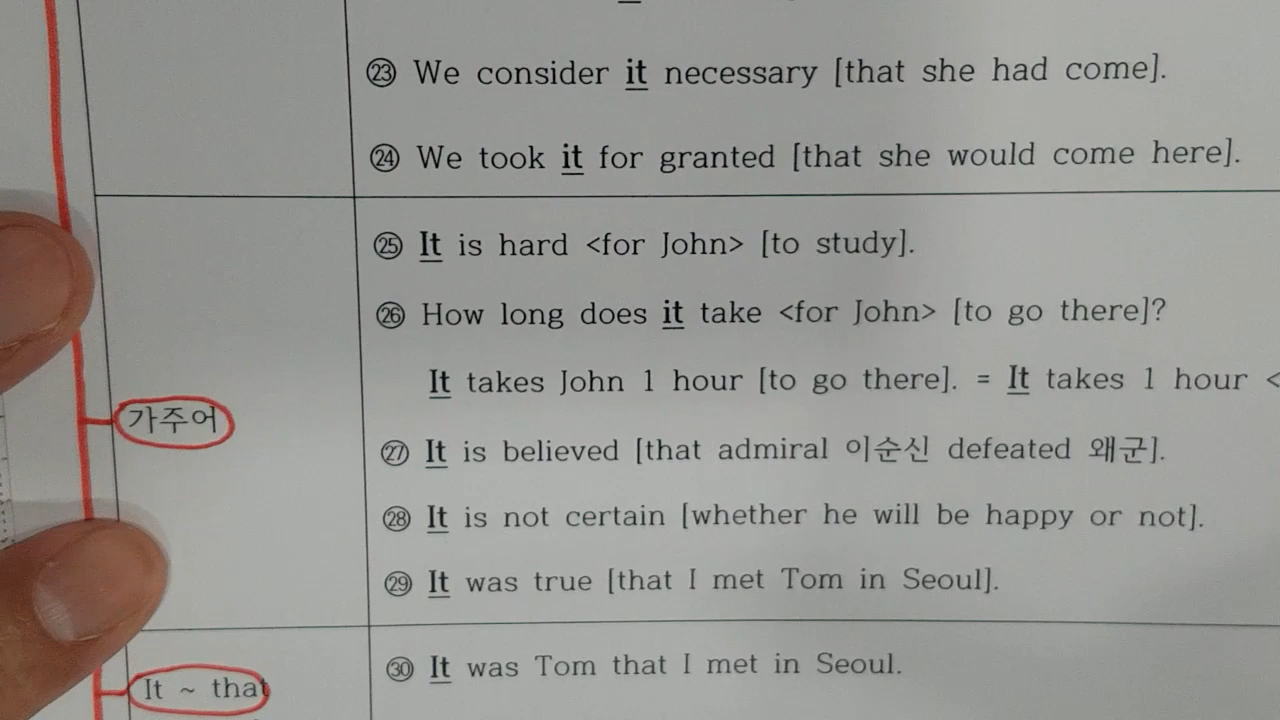 ㉓ We consider it necessary [that she had come].
㉔ We took it for granted [that she would come here].
㉕ It is hard <for John> [to study].
㉖ How long does it take <for John> [to go there]?
It takes John 1 hour [to go there]. = It takes 1 hour <
가주어
㉗ It is believed [that admiral 이순신 defeated 왜군].
㉘ It is not certain [whether he will be happy or not].
㉙ It was true [that I met Tom in Seoul].
㉚ It was Tom that I met in Seoul.
It ~ that